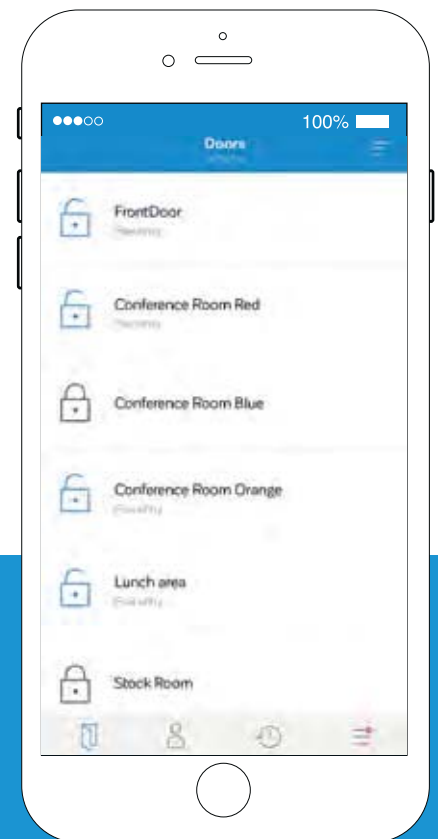 100%
Doors
FrontDoor
Conference Room Red
Conference Room Blue
Conference Room Orange
Lunch area
Stock Room